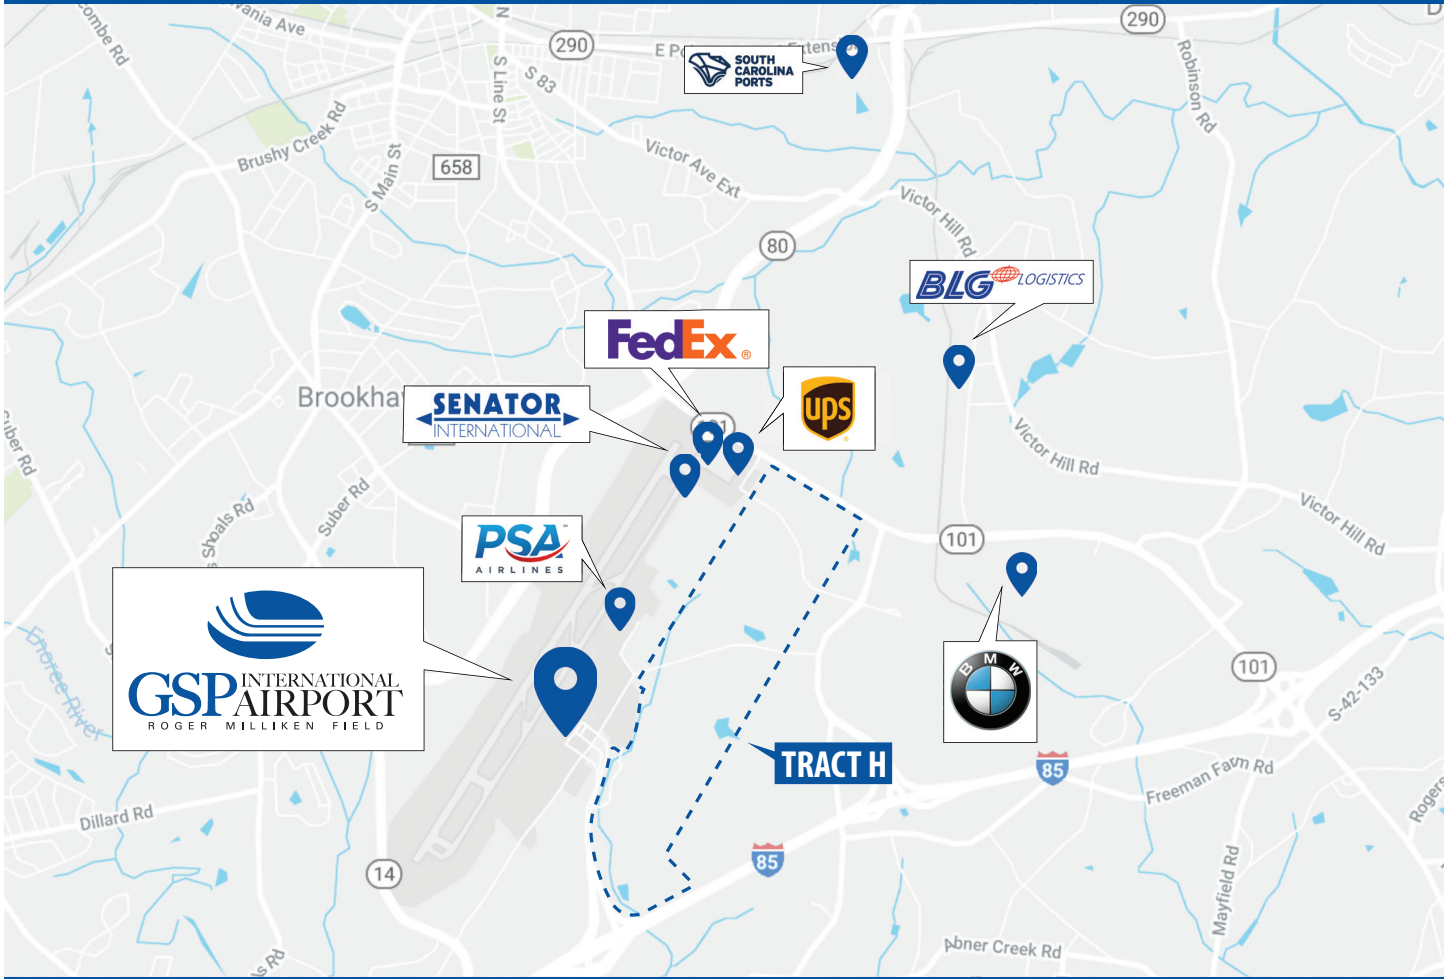 290
vania Ave
combe Rd
N
S Line St
290
S 83
SOUTH
CAROLINA
PORTS
Robinson Rd
Brushy Creek Rd
658
S Main St
Victor Ave Ext
Victor Hill Rd
80
BLG LOGISTICS
FedEx®
ups
Brookha
SENATOR
INTERNATIONAL
Suber Rd
Victor Hill Rd
Victor Hill Rd
Suber Rd
Shoals Rd
PSA
AIRLINES
101
GSP INTERNATIONAL
AIRPORT
ROGER MILLIKEN FIELD
Enoree River
BMW
101
S-42-133
TRACT H
85
Freeman Farm Rd
Rogers
Dillard Rd
85
14
Mayfield Rd
Abner Creek Rd